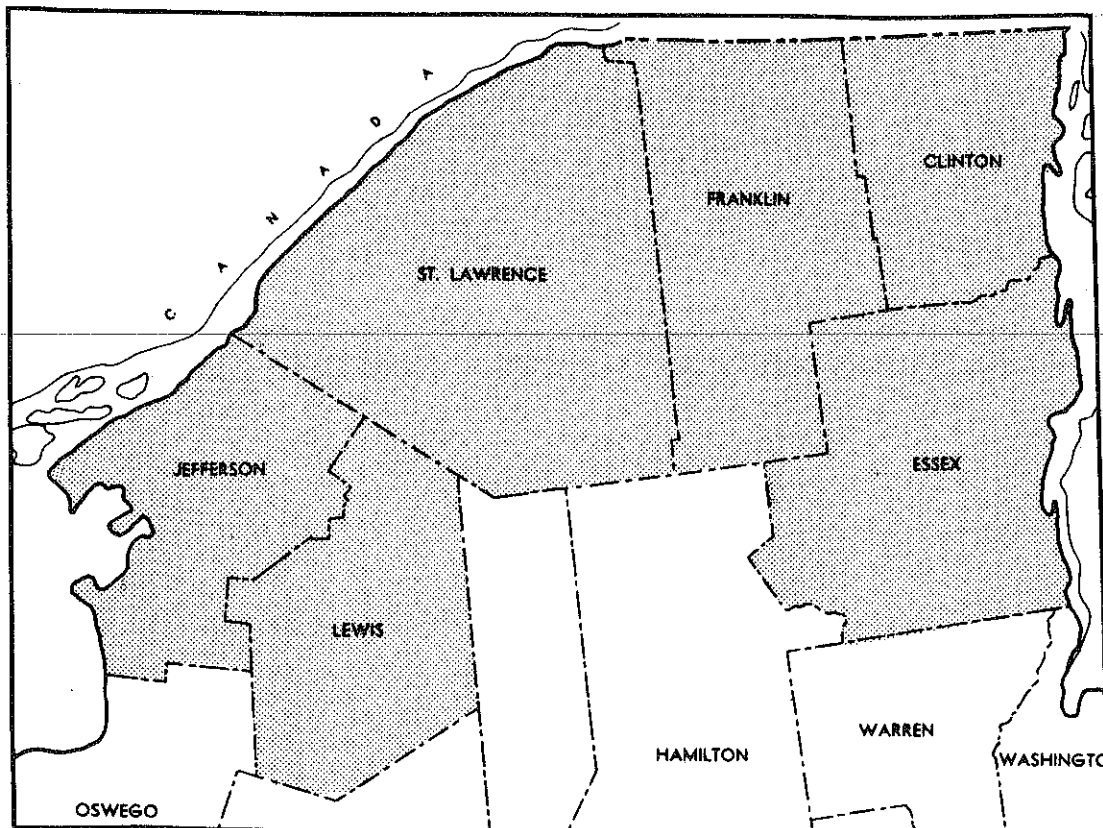 CANADA
CLINTON
FRANKLIN
ST. LAWRENCE
JEFFERSON
ESSEX
LEWIS
WARREN
HAMILTON
WASHINGTO
OSWEGO